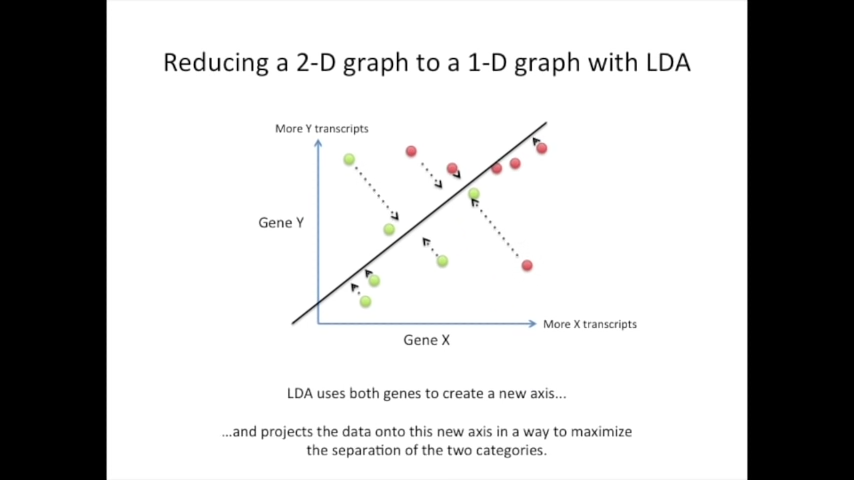 Reducing a 2-D graph to a 1-D graph with LDA
More Y transcripts
Gene Y
More X transcripts
Gene X
LDA uses both genes to create a new axis...
...and projects the data onto this new axis in a way to maximize
the separation of the two categories.